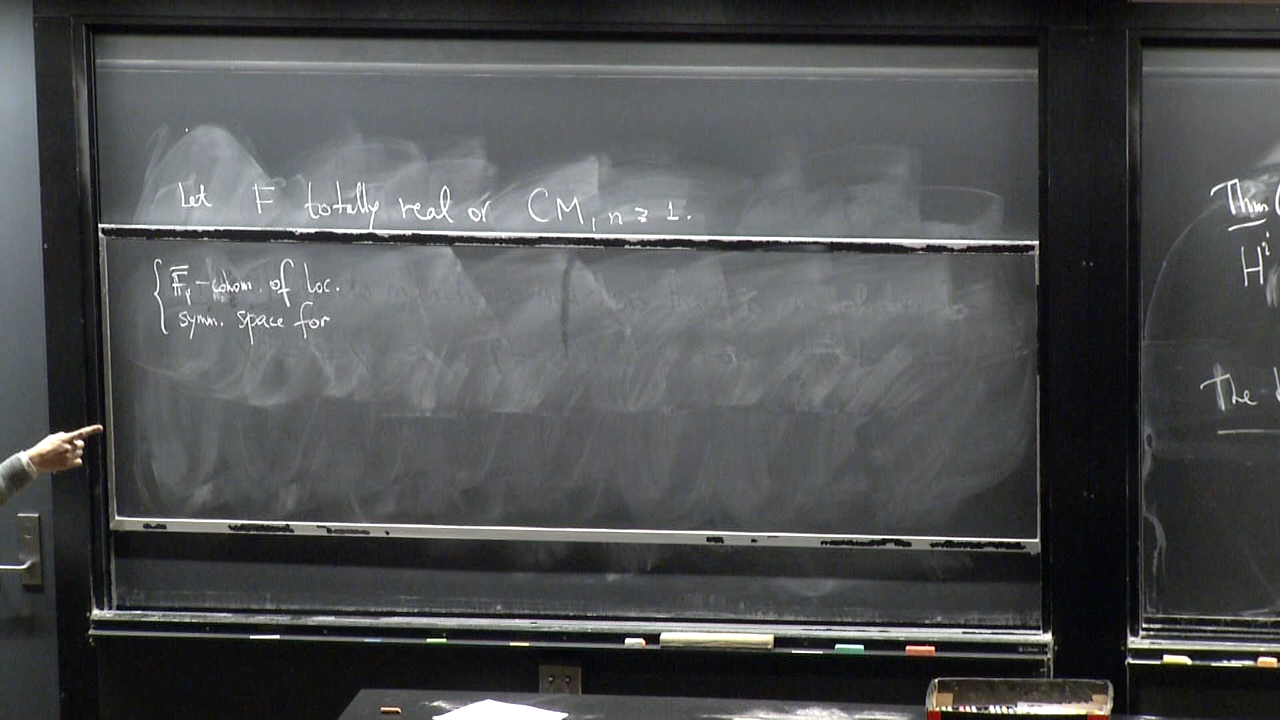 Let F totally real or CM, n ≥ 1.
{ F̄p-cohom. of loc.
symm. space for
Thm (
Hⁱ
The